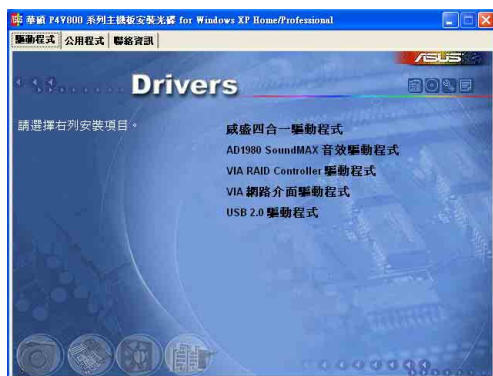 華碩 P4V800 系列主機板安裝光碟 for Windows XP Home/Professional
驅動程式 公用程式 聯絡資訊
ASUS
Drivers
請選擇右列安裝項目。
威盛四合一驅動程式
AD1980 SoundMAX 音效驅動程式
VIA RAID Controller 驅動程式
VIA 網路介面驅動程式
USB 2.0 驅動程式